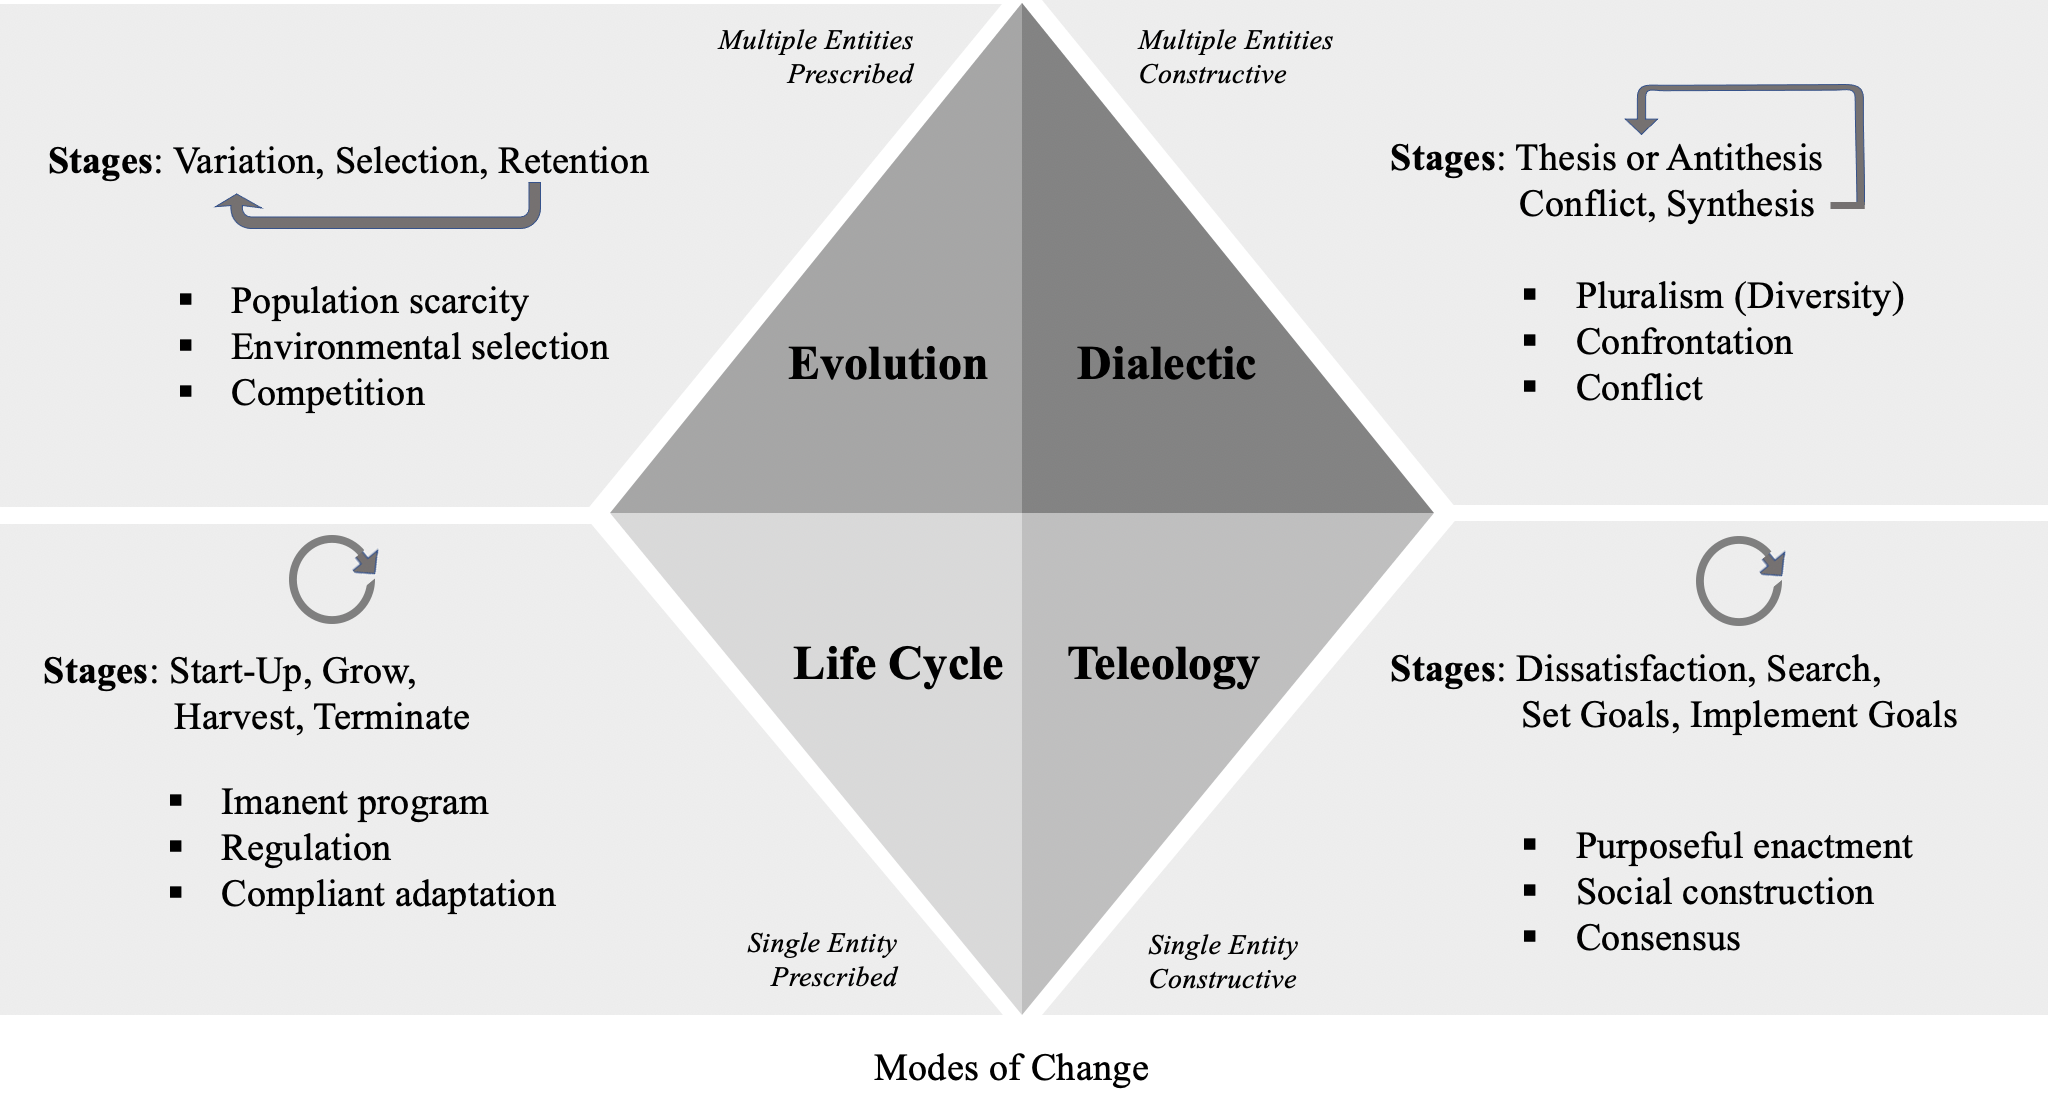 Multiple Entities
Prescribed
Stages: Variation, Selection, Retention
▪ Population scarcity
▪ Environmental selection
▪ Competition
Evolution
Multiple Entities
Constructive
Stages: Thesis or Antithesis
Conflict, Synthesis
▪ Pluralism (Diversity)
▪ Confrontation
▪ Conflict
Dialectic
Stages: Start-Up, Grow,
Harvest, Terminate
▪ Imanent program
▪ Regulation
▪ Compliant adaptation
Life Cycle
Single Entity
Prescribed
Teleology
Stages: Dissatisfaction, Search,
Set Goals, Implement Goals
▪ Purposeful enactment
▪ Social construction
▪ Consensus
Single Entity
Constructive
Modes of Change